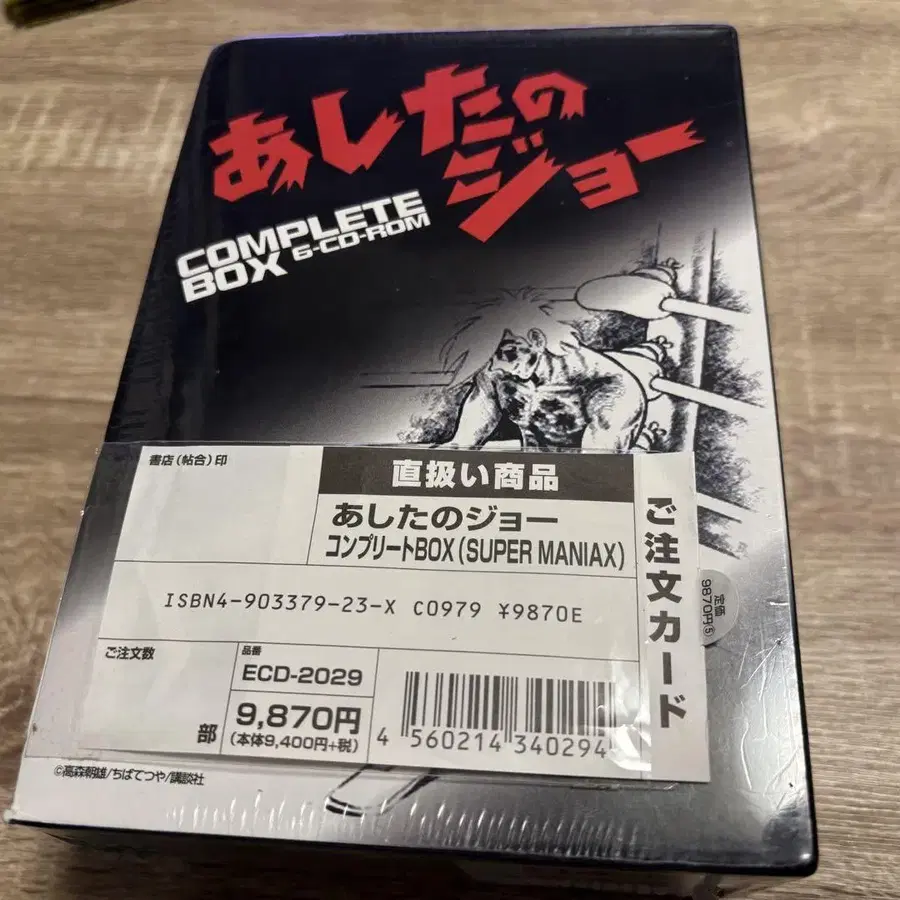 あしたの
ジョー
COMPLETE
BOX 6-CD-ROM
書店(帖合)印
直扱い商品
あしたのジョー
コンプリートBOX(SUPER MANIAX)
ISBN4-903379-23-X C0979 ¥9870E
ご注文数
部
品番
ECD-2029
9,870円
(本体9,400円+税)
4 560214 340294
ご注文カード
定価
9870円⑤
©高森朝雄/ちばてつや/講談社